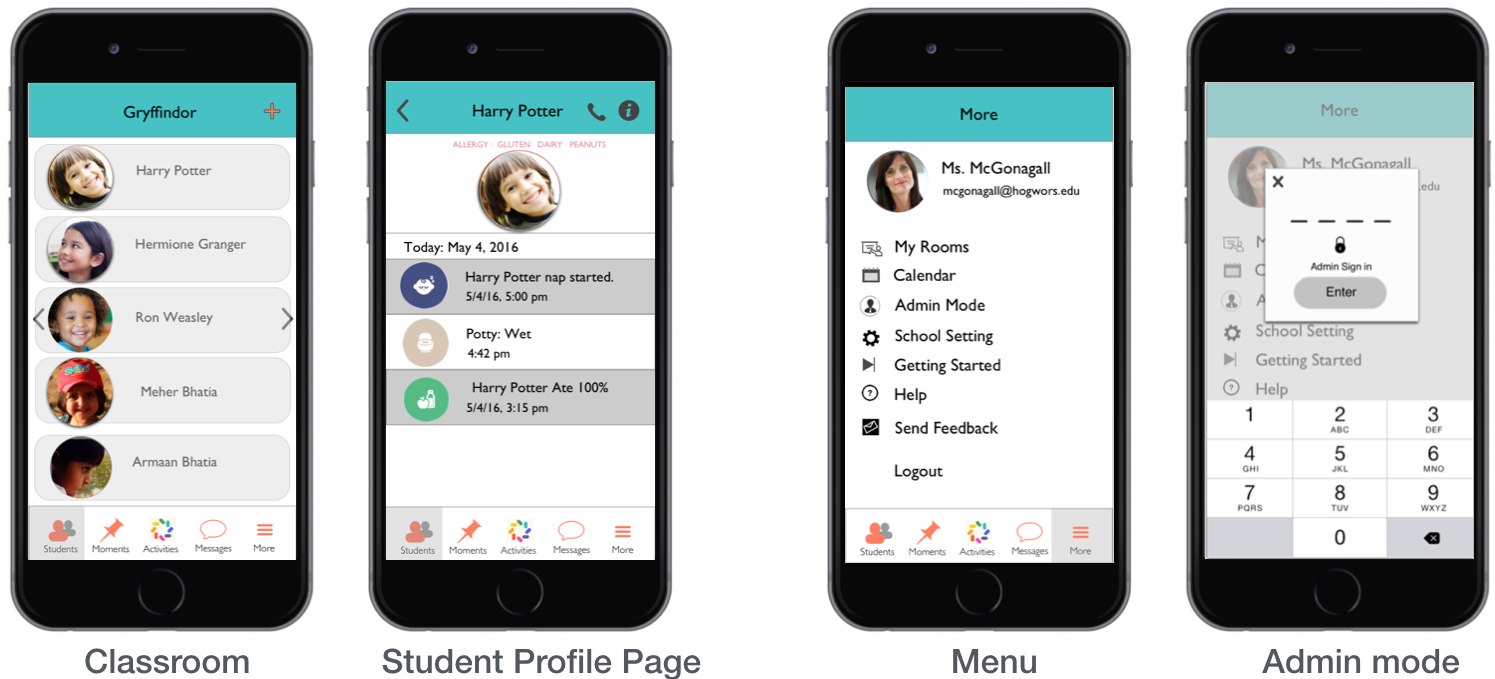 Gryffindor
Harry Potter
Hermione Granger
Ron Weasley
Meher Bhatia
Armaan Bhatia
Students Moments Activities Messages More
Classroom
Harry Potter
ALLERGY : GLUTEN DAIRY PEANUTS
Today: May 4, 2016
Harry Potter nap started.
5/4/16, 5:00 pm
Potty: Wet
4:42 pm
Harry Potter Ate 100%
5/4/16, 3:15 pm
Students Moments Activities Messages More
Student Profile Page
More
Ms. McGonagall
mcgonagall@hogwors.edu
My Rooms
Calendar
Admin Mode
School Setting
Getting Started
Help
Send Feedback
Logout
Students Moments Activities Messages More
Menu
More
Ms. McGonagall
.edu
M
C
A
Admin Sign in
Enter
School Setting
Getting Started
Help
1 2 3
ABC DEF
4 5 6
GHI JKL MNO
7 8 9
PQRS TUV WXYZ
0
Admin mode